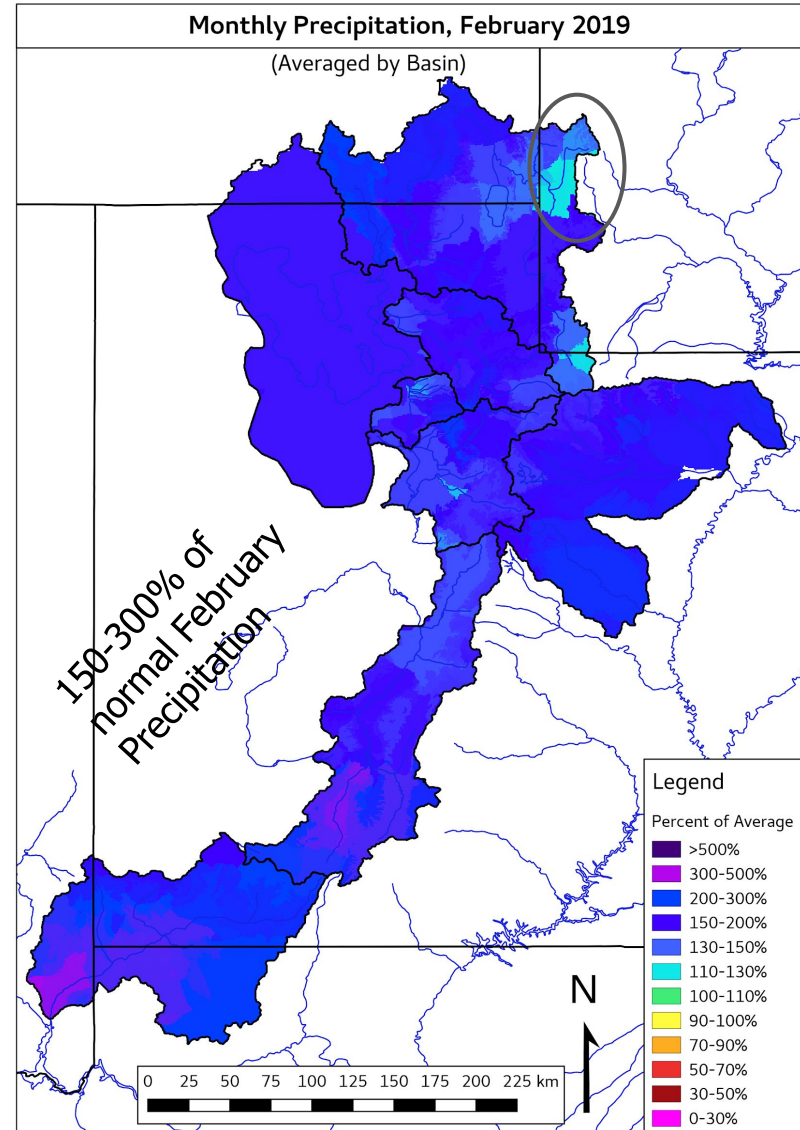 Monthly Precipitation, February 2019
(Averaged by Basin)
150-300% of
normal February
Precipitation
Legend
Percent of Average
>500%
300-500%
200-300%
150-200%
130-150%
110-130%
100-110%
90-100%
70-90%
50-70%
30-50%
0-30%
N
0 25 50 75 100 125 150 175 200 225 km